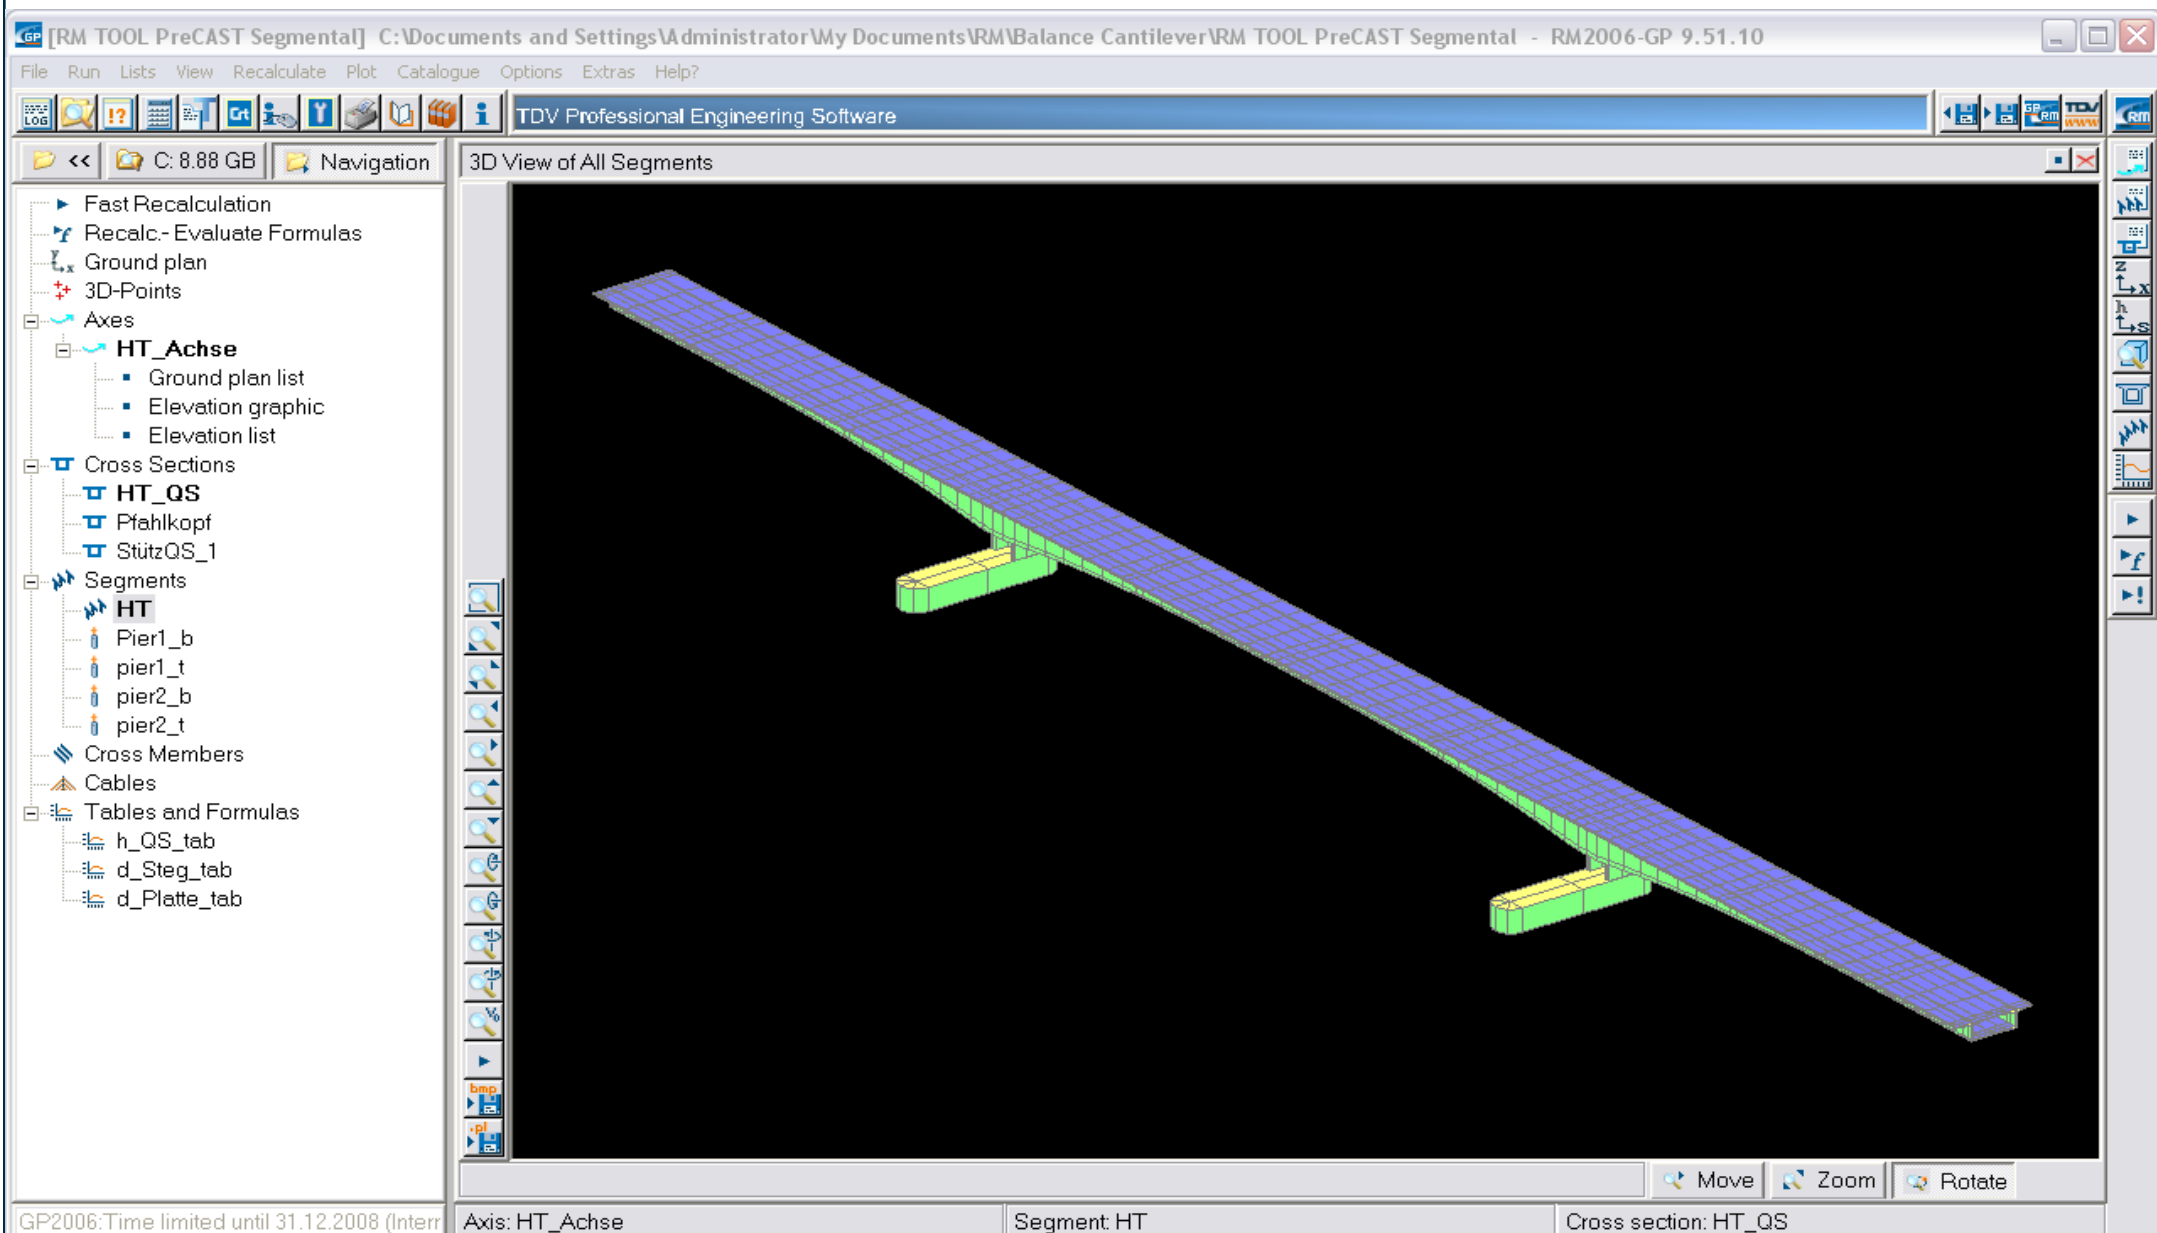 [RM TOOL PreCAST Segmental] C:\Documents and Settings\Administrator\My Documents\RM\Balance Cantilever\RM TOOL PreCAST Segmental - RM2006-GP 9.51.10
File Run Lists View Recalculate Plot Catalogue Options Extras Help?
TDV Professional Engineering Software
<< C: 8.88 GB Navigation
3D View of All Segments
Fast Recalculation
Recalc.- Evaluate Formulas
Ground plan
3D-Points
Axes
HT_Achse
Ground plan list
Elevation graphic
Elevation list
Cross Sections
HT_QS
Pfahlkopf
StützQS_1
Segments
HT
Pier1_b
pier1_t
pier2_b
pier2_t
Cross Members
Cables
Tables and Formulas
h_QS_tab
d_Steg_tab
d_Platte_tab
bmp
.pl
Move Zoom Rotate
GP2006:Time limited until 31.12.2008 (Interr
Axis: HT_Achse
Segment: HT
Cross section: HT_QS